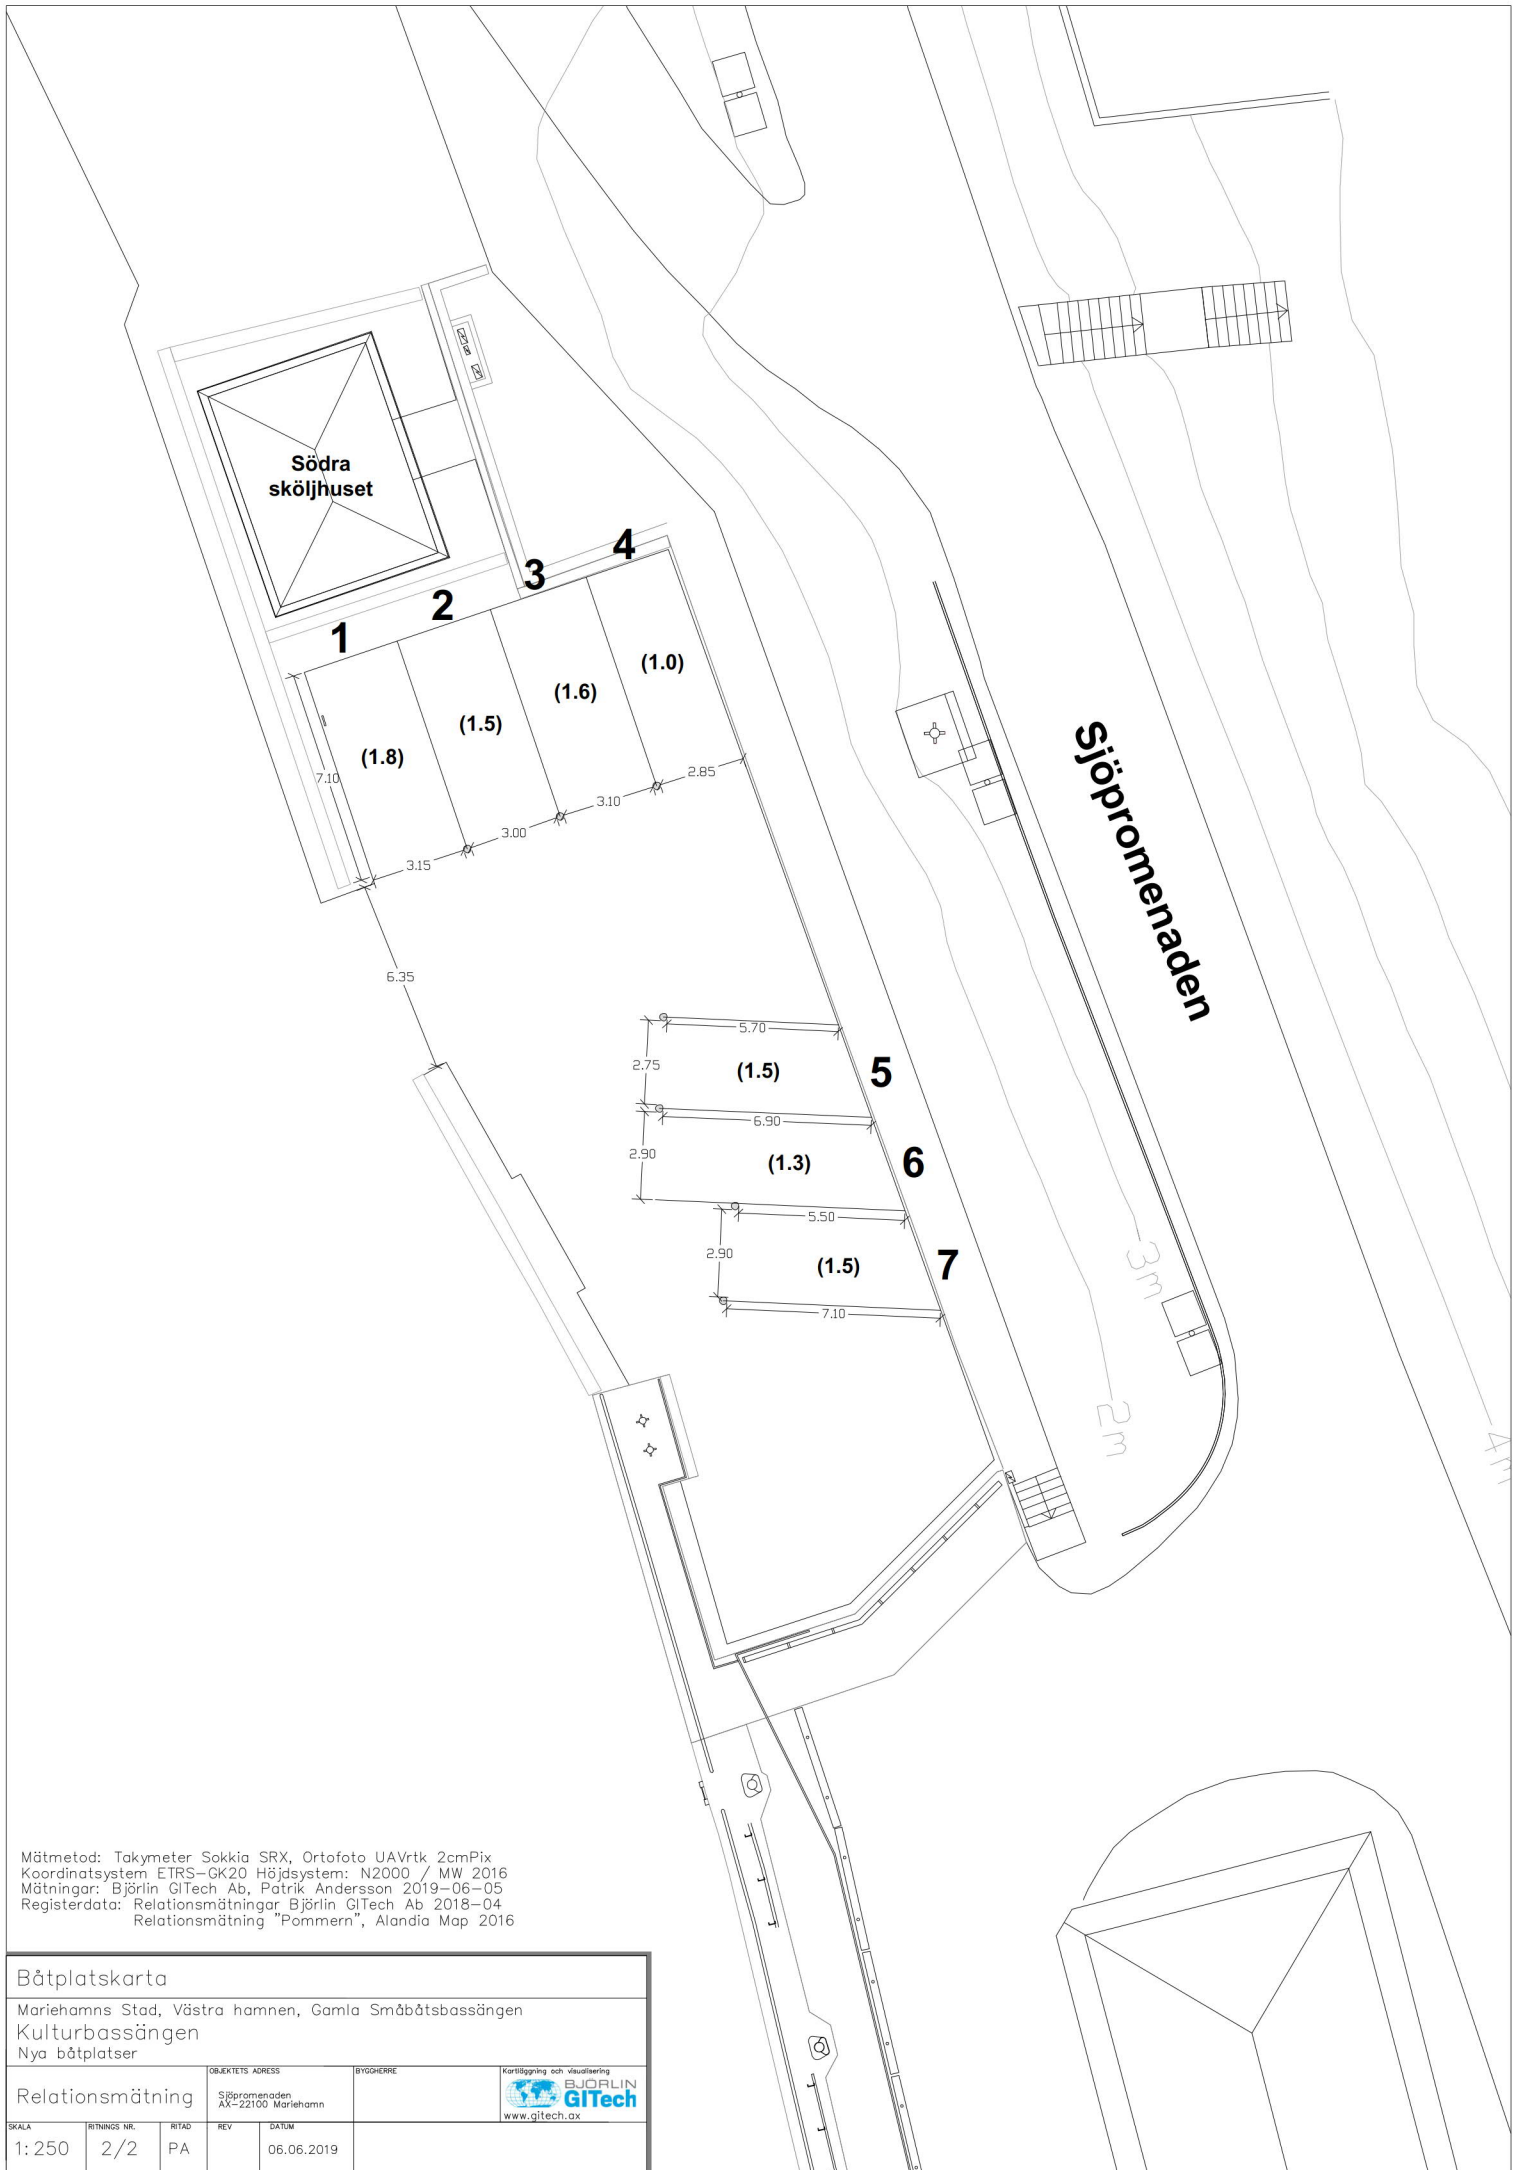 Södra
sköljhuset
1
2
3
4
(1.8)
(1.5)
(1.6)
(1.0)
7.10
3.15
3.00
3.10
2.85
6.35
Sjöpromenaden
5.70
2.75
(1.5)
5
6.90
2.90
(1.3)
6
5.50
2.90
(1.5)
7
7.10
3m
2m
4m
Mätmetod: Takymeter Sokkia SRX, Ortofoto UAVrtk 2cmPix
Koordinatsystem ETRS-GK20 Höjdsystem: N2000 / MW 2016
Mätningar: Björlin GITech Ab, Patrik Andersson 2019-06-05
Registerdata: Relationsmätningar Björlin GITech Ab 2018-04
Relationsmätning "Pommern", Alandia Map 2016
Båtplatskarta
Mariehamns Stad, Västra hamnen, Gamla Småbåtsbassängen
Kulturbassängen
Nya båtplatser
Relationsmätning
OBJEKTETS ADRESS
Sjöpromenaden
AX-22100 Mariehamn
BYGGHERRE
Kartläggning och visualisering
BJÖRLIN
GITech
www.gitech.ax
SKALA
1:250
RITNINGS NR.
2/2
RITAD
PA
REV
DATUM
06.06.2019